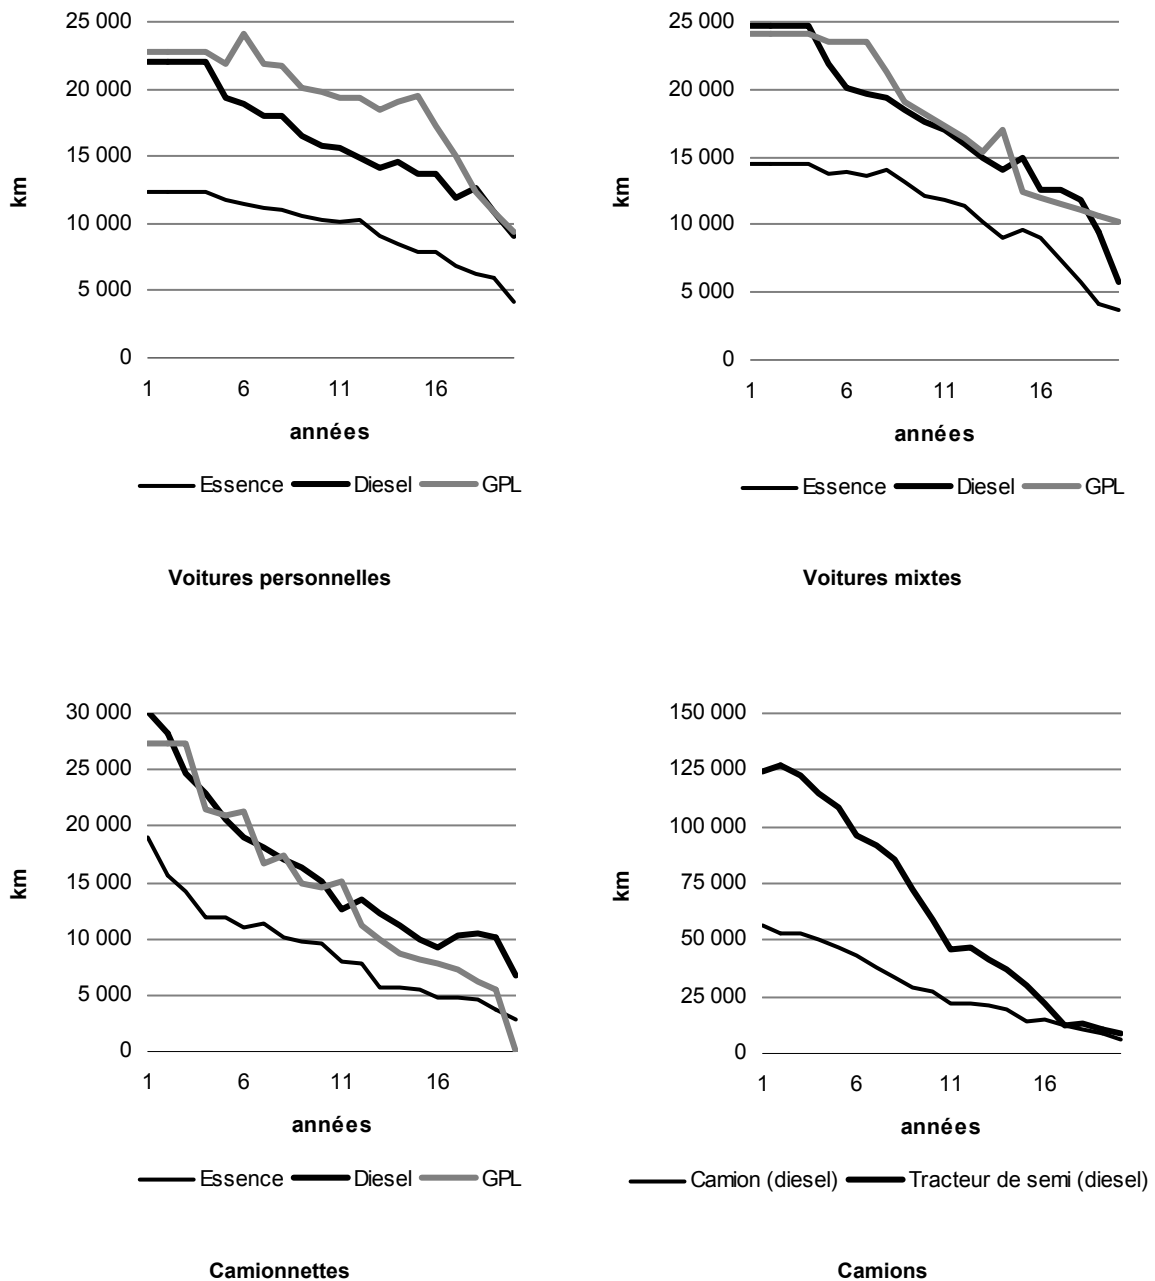 25 000
20 000
15 000
10 000
5 000
0
km
1 6 11 16
années
Essence Diesel GPL
Voitures personnelles
25 000
20 000
15 000
10 000
5 000
0
km
1 6 11 16
années
Essence Diesel GPL
Voitures mixtes
30 000
25 000
20 000
15 000
10 000
5 000
0
km
1 6 11 16
années
Essence Diesel GPL
Camionnettes
150 000
125 000
100 000
75 000
50 000
25 000
0
km
1 6 11 16
années
Camion (diesel) Tracteur de semi (diesel)
Camions